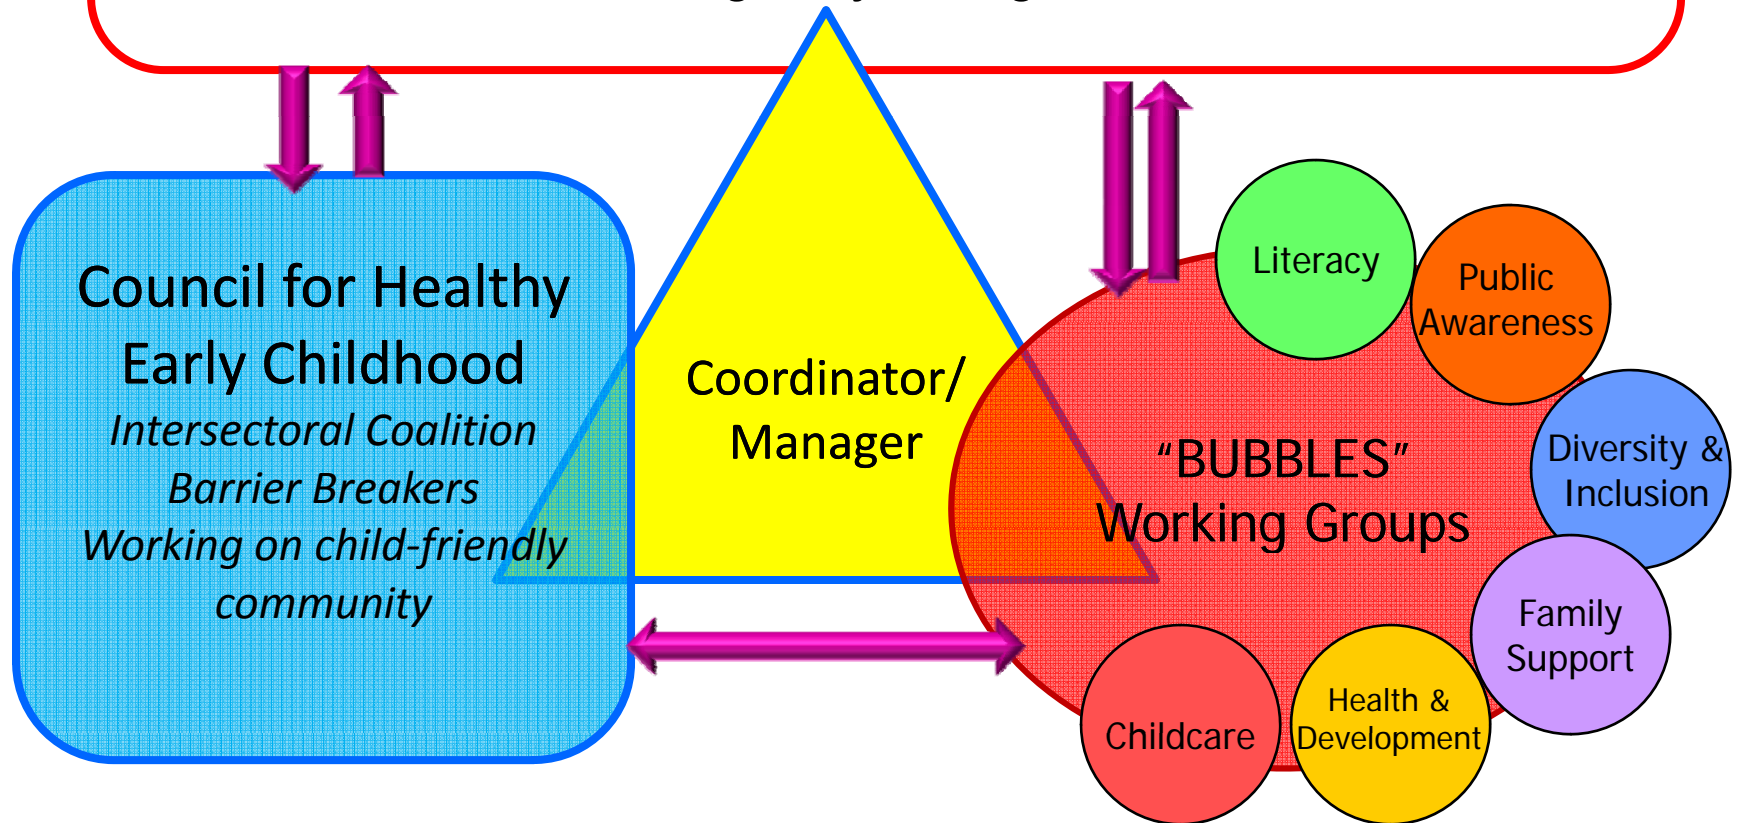 Council for Healthy
Early Childhood
Intersectoral Coalition
Barrier Breakers
Working on child-friendly
community
Coordinator/
Manager
“BUBBLES”
Working Groups
Literacy
Public
Awareness
Diversity &
Inclusion
Family
Support
Health &
Development
Childcare